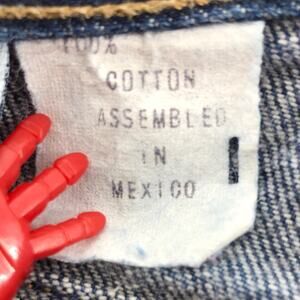 100%
COTTON
ASSEMBLED
IN
MEXICO